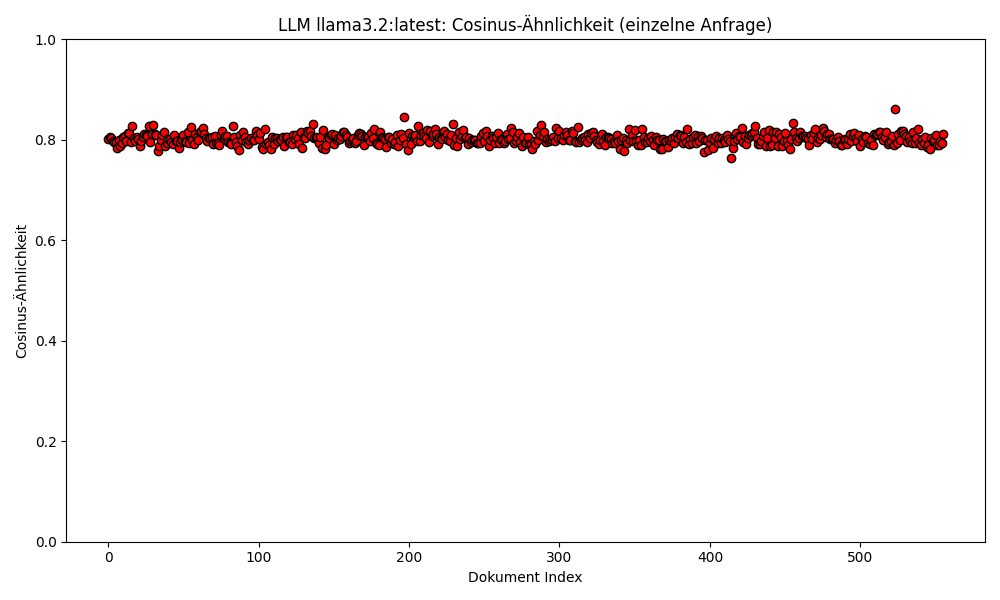 LLM llama3.2:latest: Cosinus-Ähnlichkeit (einzelne Anfrage)
Cosinus-Ähnlichkeit
1.0
0.8
0.6
0.4
0.2
0.0
0 100 200 300 400 500
Dokument Index